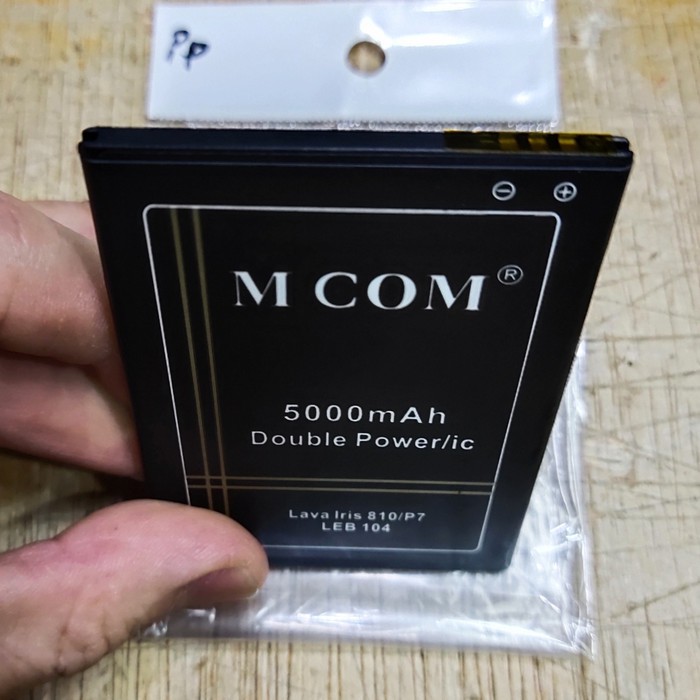 PP
⊖ ⊕
M COM®
5000mAh
Double Power/ic
Lava Iris 810/P7
LEB 104